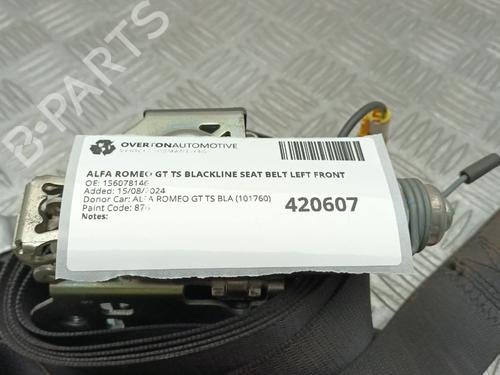 B-PARTS
OVERTONAUTOMOTIVE
ALFA ROMEO GT TS BLACKLINE SEAT BELT LEFT FRONT
OE: 156078146
Added: 15/08/2024
Donor Car: ALFA ROMEO GT TS BLA (101760)
Paint Code: 876
Notes:
420607